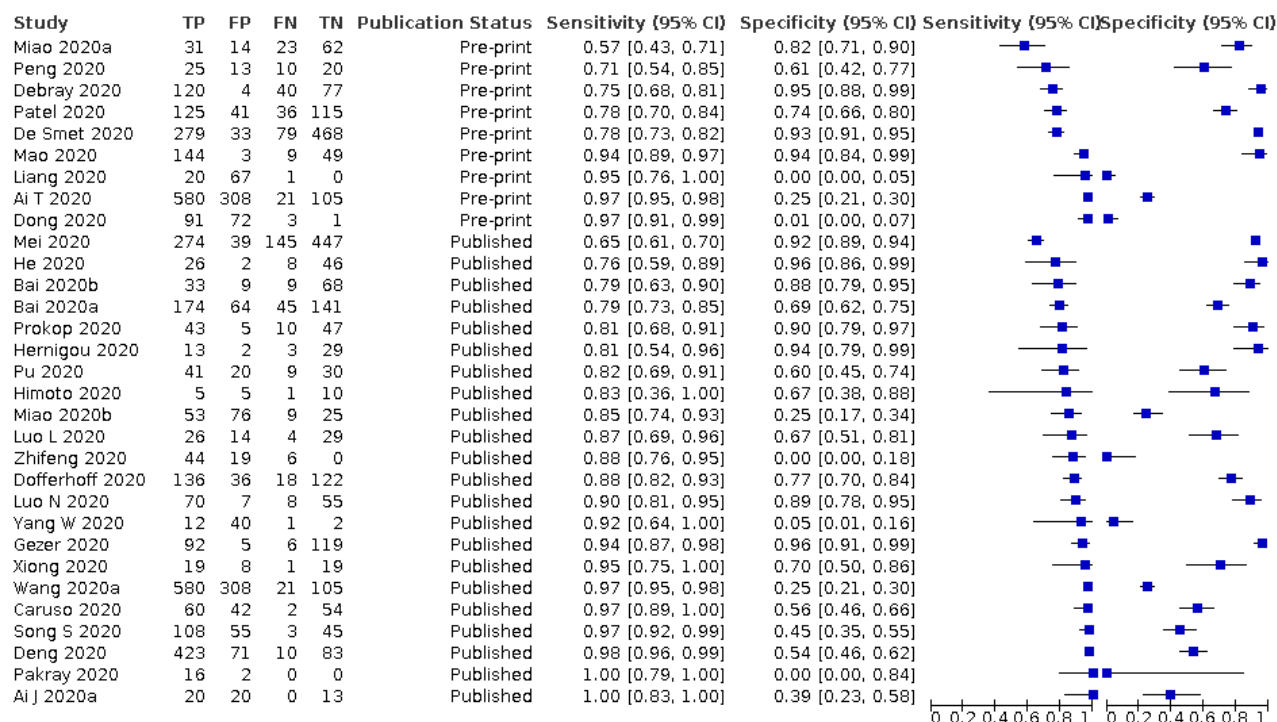 Study TP FP FN TN Publication Status Sensitivity (95% CI) Specificity (95% CI) Sensitivity (95% CI) Specificity (95% CI)
Miao 2020a 31 14 23 62 Pre-print 0.57 [0.43, 0.71] 0.82 [0.71, 0.90]
Peng 2020 25 13 10 20 Pre-print 0.71 [0.54, 0.85] 0.61 [0.42, 0.77]
Debray 2020 120 4 40 77 Pre-print 0.75 [0.68, 0.81] 0.95 [0.88, 0.99]
Patel 2020 125 41 36 115 Pre-print 0.78 [0.70, 0.84] 0.74 [0.66, 0.80]
De Smet 2020 279 33 79 468 Pre-print 0.78 [0.73, 0.82] 0.93 [0.91, 0.95]
Mao 2020 144 3 9 49 Pre-print 0.94 [0.89, 0.97] 0.94 [0.84, 0.99]
Liang 2020 20 67 1 0 Pre-print 0.95 [0.76, 1.00] 0.00 [0.00, 0.05]
Ai T 2020 580 308 21 105 Pre-print 0.97 [0.95, 0.98] 0.25 [0.21, 0.30]
Dong 2020 91 72 3 1 Pre-print 0.97 [0.91, 0.99] 0.01 [0.00, 0.07]
Mei 2020 274 39 145 447 Published 0.65 [0.61, 0.70] 0.92 [0.89, 0.94]
He 2020 26 2 8 46 Published 0.76 [0.59, 0.89] 0.96 [0.86, 0.99]
Bai 2020b 33 9 9 68 Published 0.79 [0.63, 0.90] 0.88 [0.79, 0.95]
Bai 2020a 174 64 45 141 Published 0.79 [0.73, 0.85] 0.69 [0.62, 0.75]
Prokop 2020 43 5 10 47 Published 0.81 [0.68, 0.91] 0.90 [0.79, 0.97]
Hernigou 2020 13 2 3 29 Published 0.81 [0.54, 0.96] 0.94 [0.79, 0.99]
Pu 2020 41 20 9 30 Published 0.82 [0.69, 0.91] 0.60 [0.45, 0.74]
Himoto 2020 5 5 1 10 Published 0.83 [0.36, 1.00] 0.67 [0.38, 0.88]
Miao 2020b 53 76 9 25 Published 0.85 [0.74, 0.93] 0.25 [0.17, 0.34]
Luo L 2020 26 14 4 29 Published 0.87 [0.69, 0.96] 0.67 [0.51, 0.81]
Zhifeng 2020 44 19 6 0 Published 0.88 [0.76, 0.95] 0.00 [0.00, 0.18]
Dofferhoff 2020 136 36 18 122 Published 0.88 [0.82, 0.93] 0.77 [0.70, 0.84]
Luo N 2020 70 7 8 55 Published 0.90 [0.81, 0.95] 0.89 [0.78, 0.95]
Yang W 2020 12 40 1 2 Published 0.92 [0.64, 1.00] 0.05 [0.01, 0.16]
Gezer 2020 92 5 6 119 Published 0.94 [0.87, 0.98] 0.96 [0.91, 0.99]
Xiong 2020 19 8 1 19 Published 0.95 [0.75, 1.00] 0.70 [0.50, 0.86]
Wang 2020a 580 308 21 105 Published 0.97 [0.95, 0.98] 0.25 [0.21, 0.30]
Caruso 2020 60 42 2 54 Published 0.97 [0.89, 1.00] 0.56 [0.46, 0.66]
Song S 2020 108 55 3 45 Published 0.97 [0.92, 0.99] 0.45 [0.35, 0.55]
Deng 2020 423 71 10 83 Published 0.98 [0.96, 0.99] 0.54 [0.46, 0.62]
Pakray 2020 16 2 0 0 Published 1.00 [0.79, 1.00] 0.00 [0.00, 0.84]
Ai J 2020a 20 20 0 13 Published 1.00 [0.83, 1.00] 0.39 [0.23, 0.58]
0 0.2 0.4 0.6 0.8 1 0 0.2 0.4 0.6 0.8 1